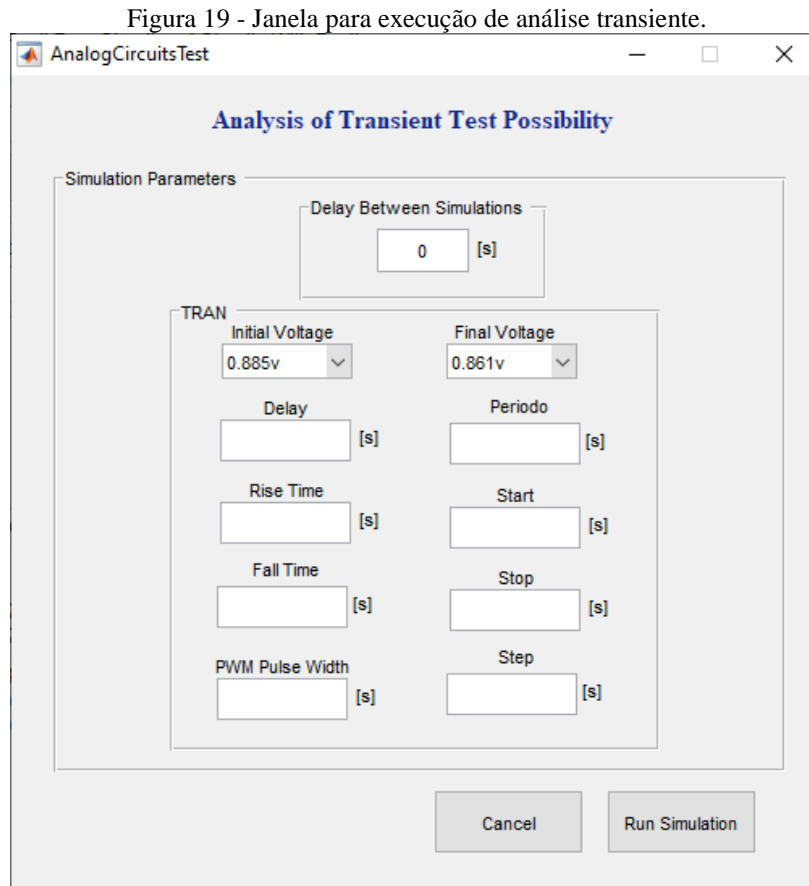 Figura 19 - Janela para execução de análise transiente.
AnalogCircuitsTest
Analysis of Transient Test Possibility
Simulation Parameters
Delay Between Simulations
0 [s]
TRAN
Initial Voltage Final Voltage
0.885v 0.861v
Delay Periodo
[s] [s]
Rise Time Start
[s] [s]
Fall Time Stop
[s] [s]
PWM Pulse Width Step
[s] [s]
Cancel Run Simulation